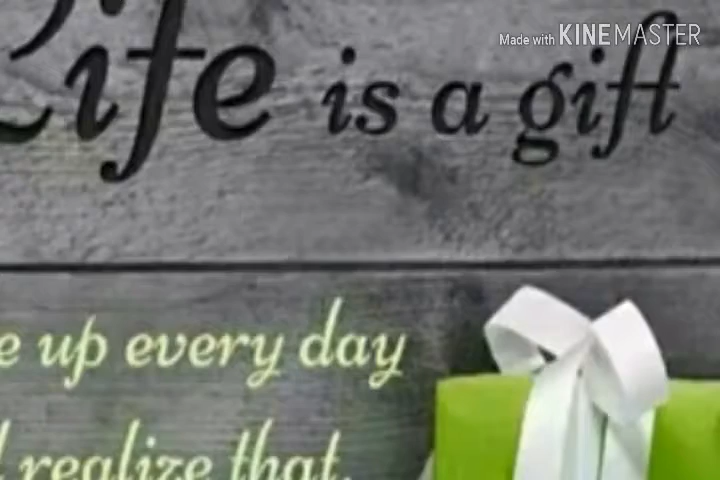 Made with KINEMASTER
Life is a gift
up every day
realize that.